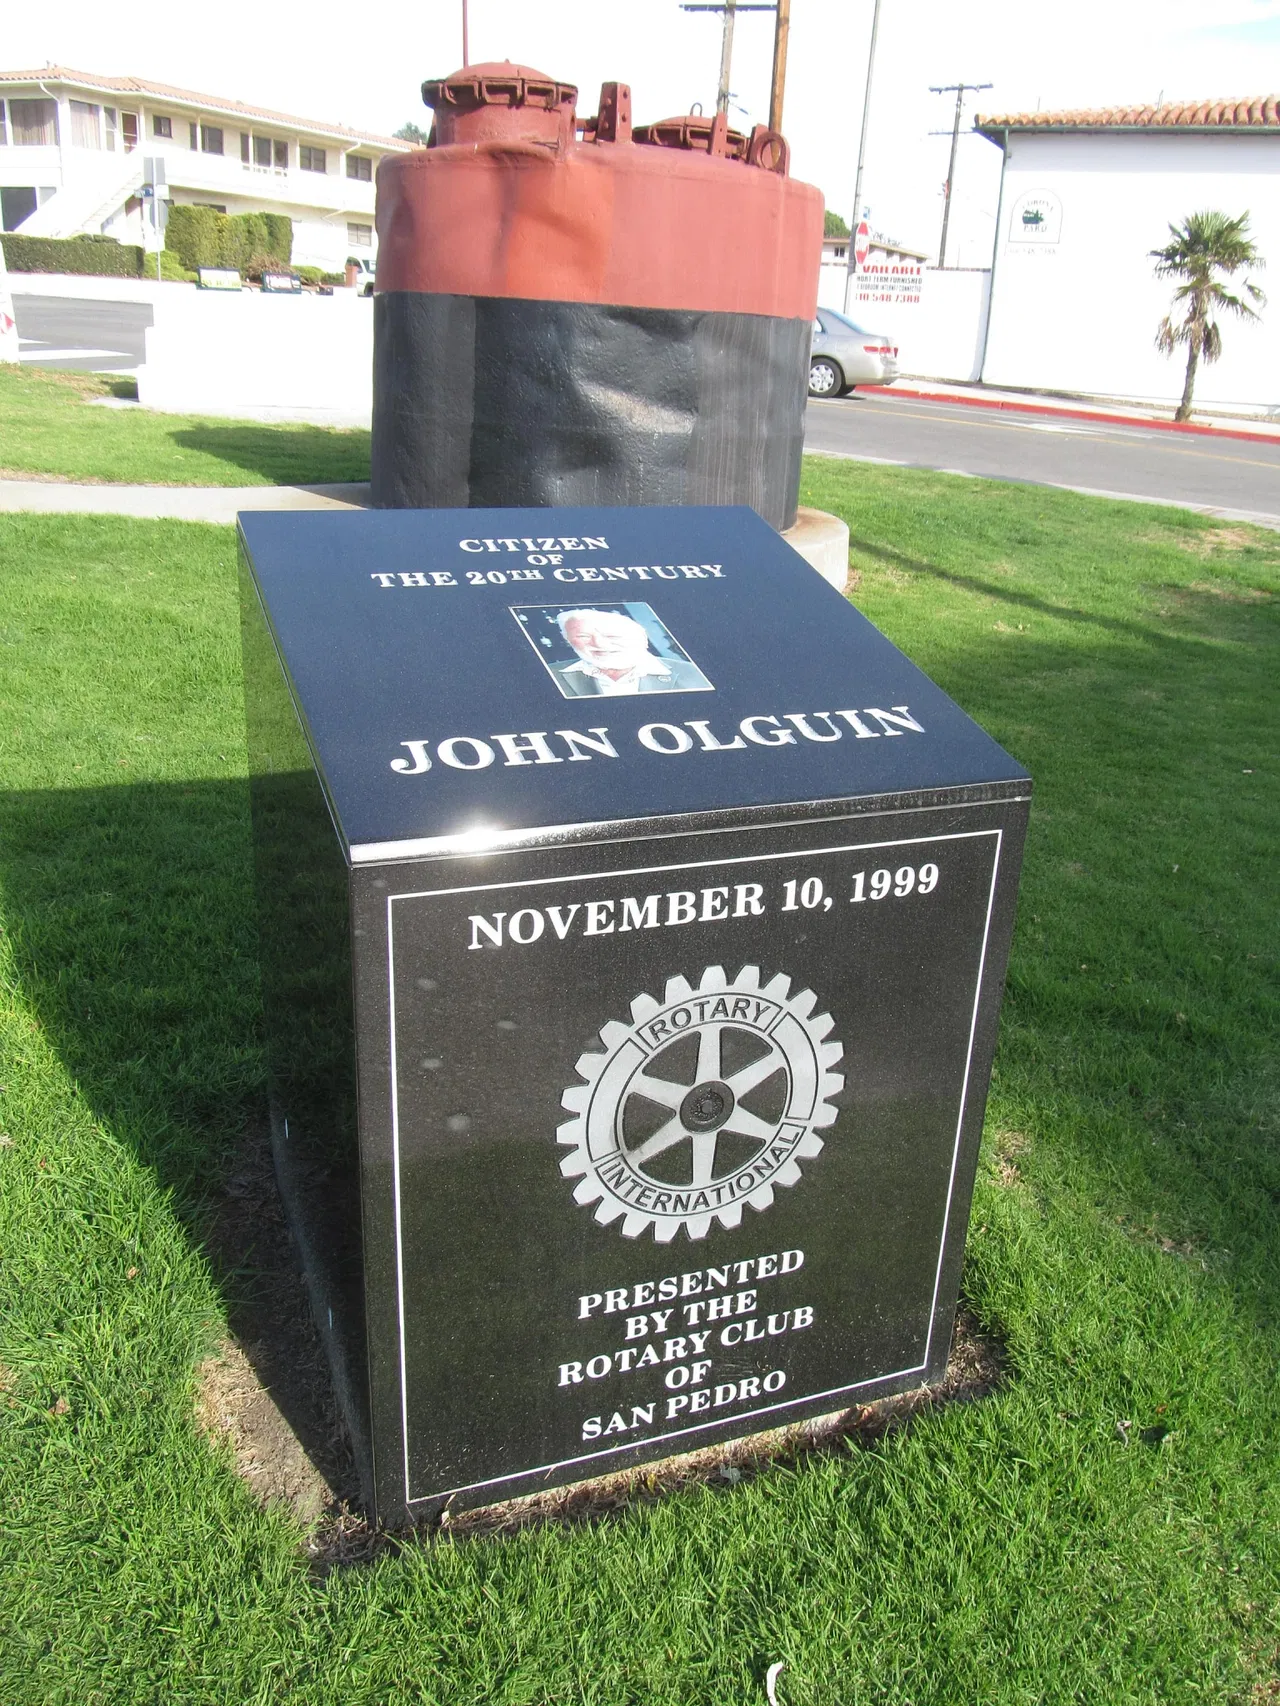 CITIZEN
OF
THE 20TH CENTURY
JOHN OLGUIN
NOVEMBER 10, 1999
ROTARY
INTERNATIONAL
PRESENTED
BY THE
ROTARY CLUB
OF
SAN PEDRO
PARK